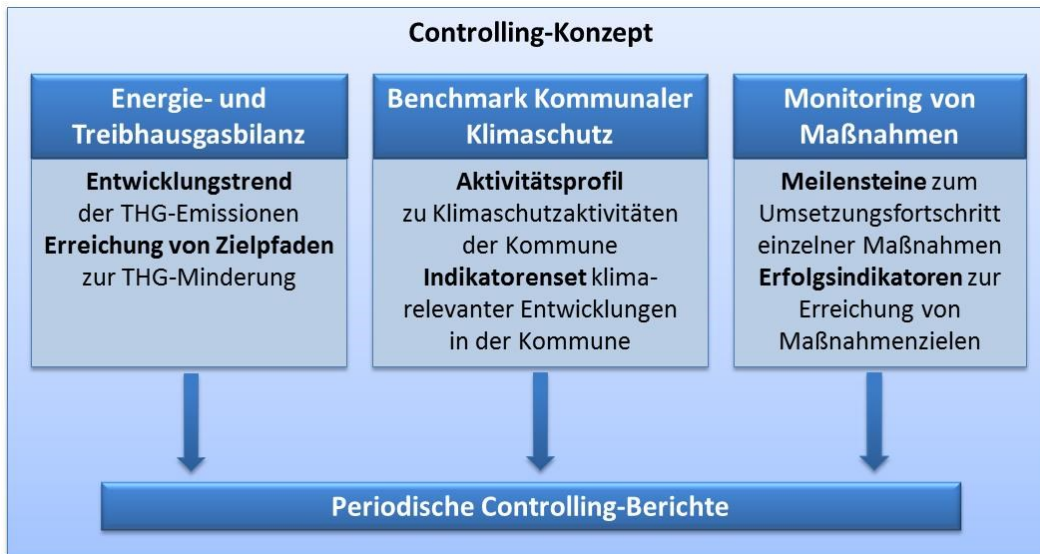 Controlling-Konzept
Energie- und
Treibhausgasbilanz
Entwicklungstrend
der THG-Emissionen
Erreichung von Zielpfaden
zur THG-Minderung
Benchmark Kommunaler
Klimaschutz
Aktivitätsprofil
zu Klimaschutzaktivitäten
der Kommune
Indikatorenset klima-
relevanter Entwicklungen
in der Kommune
Monitoring von
Maßnahmen
Meilensteine zum
Umsetzungsfortschritt
einzelner Maßnahmen
Erfolgsindikatoren zur
Erreichung von
Maßnahmenzielen
Periodische Controlling-Berichte